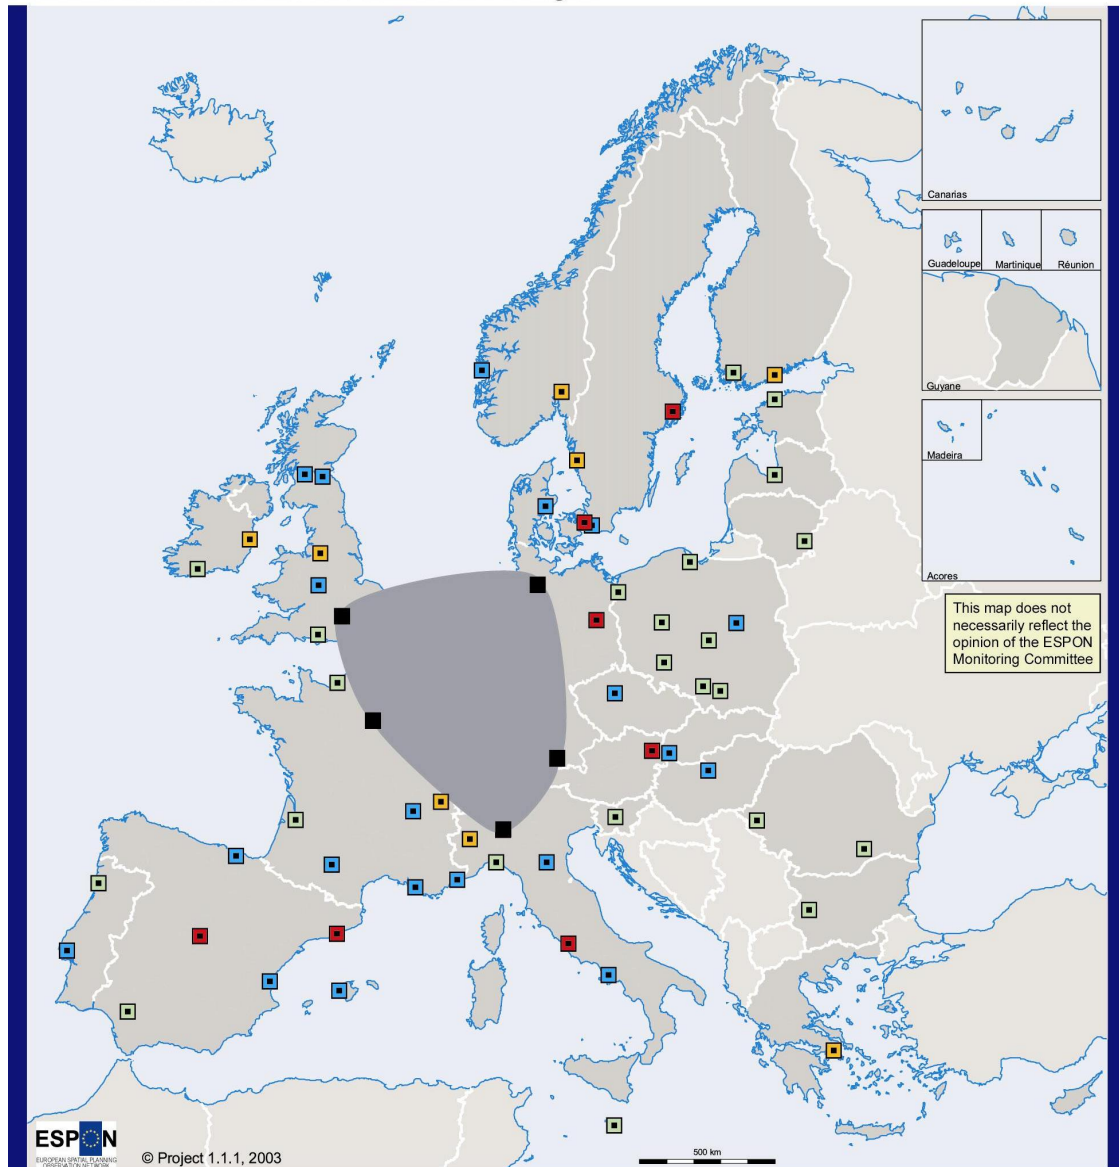 Canarias
Guadeloupe
Martinique
Réunion
Guyane
Madeira
Acores
This map does not
necessarily reflect the
opinion of the ESPON
Monitoring Committee
ESPON
EUROPEAN SPATIAL PLANNING
OBSERVATION NETWORK
© Project 1.1.1, 2003
500 km